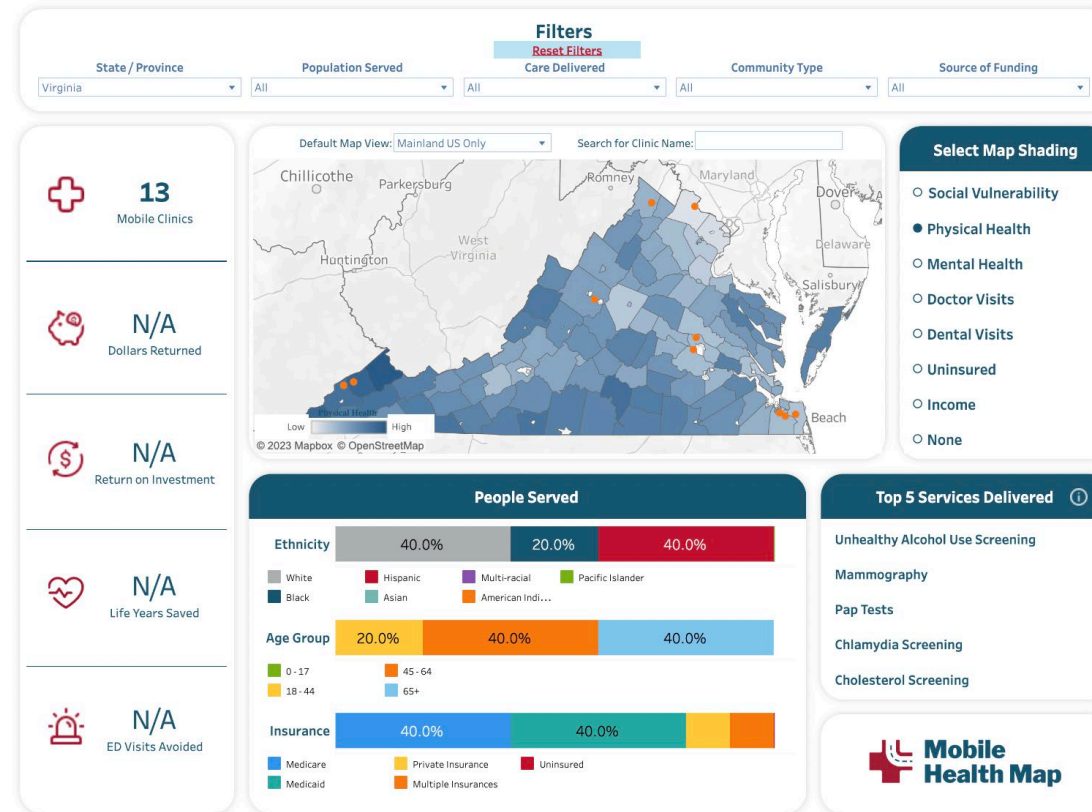 Filters
Reset Filters
State / Province
Population Served
Care Delivered
Community Type
Source of Funding
Virginia
All
All
All
All
13
Mobile Clinics
N/A
Dollars Returned
N/A
Return on Investment
N/A
Life Years Saved
N/A
ED Visits Avoided
Default Map View: Mainland US Only
Search for Clinic Name:
Chillicothe
Parkersburg
Romney
Maryland
Dover
West
Virginia
Delaware
Huntington
Salisbury
Beach
Physical Health
Low
High
© 2023 Mapbox © OpenStreetMap
Select Map Shading
Social Vulnerability
Physical Health
Mental Health
Doctor Visits
Dental Visits
Uninsured
Income
None
People Served
Ethnicity 40.0% 20.0% 40.0%
White Hispanic Multi-racial Pacific Islander
Black Asian American Indi...
Age Group 20.0% 40.0% 40.0%
0 - 17 45 - 64
18 - 44 65+
Insurance 40.0% 40.0%
Medicare Private Insurance Uninsured
Medicaid Multiple Insurances
Top 5 Services Delivered
Unhealthy Alcohol Use Screening
Mammography
Pap Tests
Chlamydia Screening
Cholesterol Screening
Mobile
Health Map